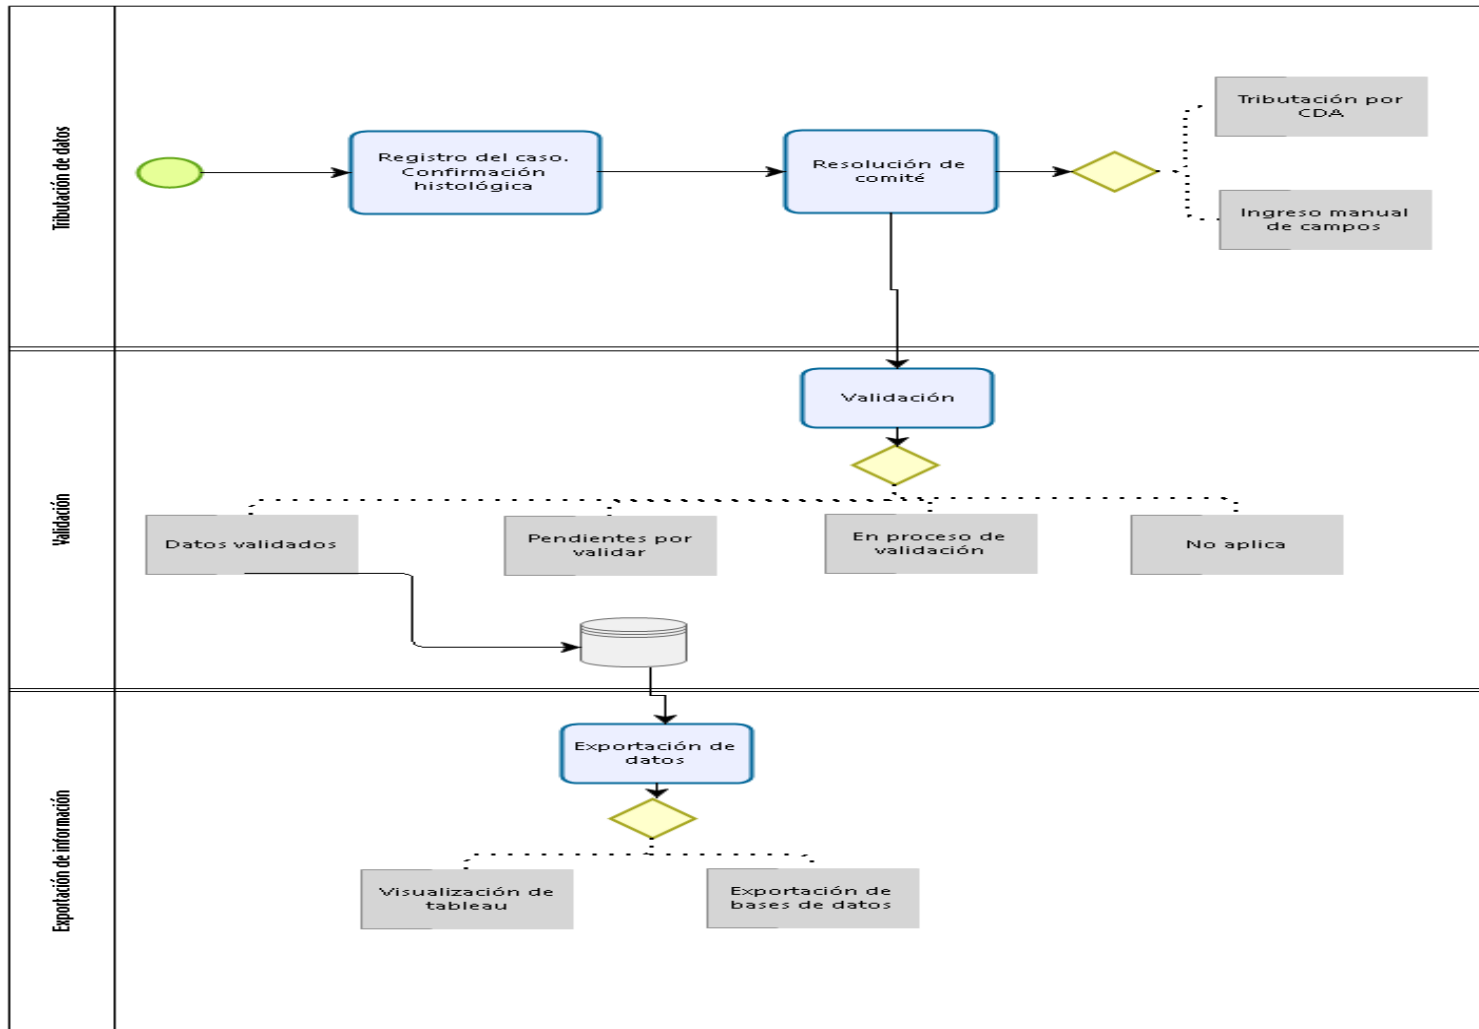 Tributación de datos
Registro del caso.
Confirmación
histológica
Resolución de
comité
Tributación por
CDA
Ingreso manual
de campos
Validación
Validación
Datos validados
Pendientes por
validar
En proceso de
validación
No aplica
Exportación de información
Exportación de
datos
Visualización de
tableau
Exportación de
bases de datos